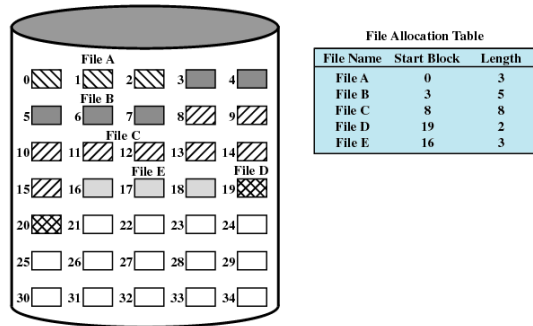 File Allocation Table
File Name Start Block Length
File A 0 3
File B 3 5
File C 8 8
File D 19 2
File E 16 3
File A
0 1 2 3 4
File B
5 6 7 8 9
File C
10 11 12 13 14
File E File D
15 16 17 18 19
20 21 22 23 24
25 26 27 28 29
30 31 32 33 34